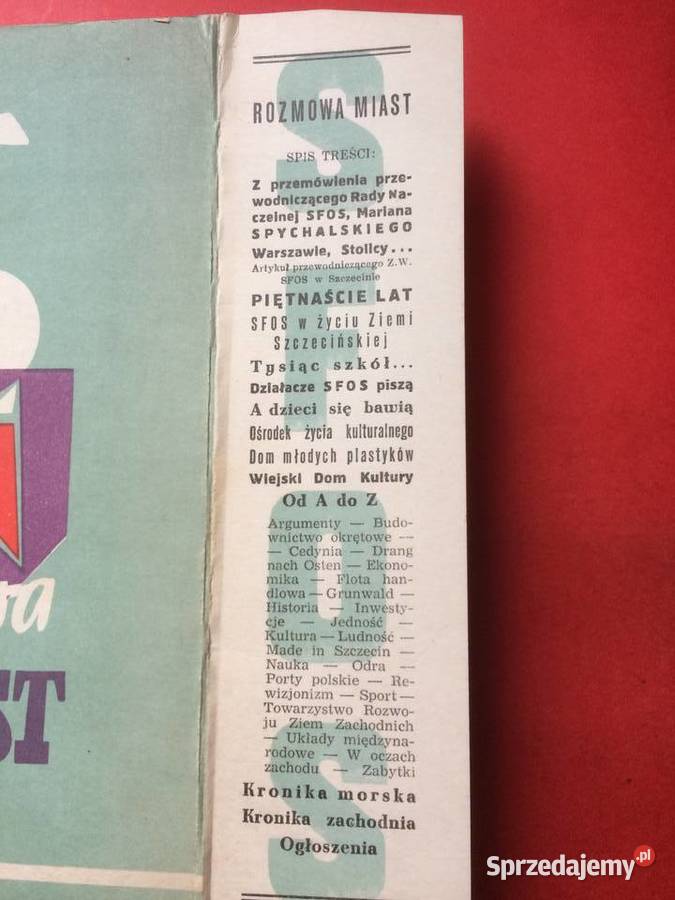 ROZMOWA MIAST
SPIS TREŚCI:
Z przemówienia prze-
wodniczącego Rady Na-
czelnej SFOS, Mariana
SPYCHALSKIEGO
Warszawie, Stolicy...
Artykuł przewodniczącego Z.W.
SFOS w Szczecinie
PIĘTNAŚCIE LAT
SFOS w życiu Ziemi
Szczecińskiej
Tysiąc szkół...
Działacze SFOS piszą
A dzieci się bawią
Ośrodek życia kulturalnego
Dom młodych plastyków
Wiejski Dom Kultury
Od A do Z
Argumenty — Budo-
wnictwo okrętowe —
— Cedynia — Drang
nach Osten — Ekono-
mika — Flota han-
dlowa — Grunwald —
Historia — Inwesty-
cje — Jedność —
Kultura — Ludność —
Made in Szczecin —
Nauka — Odra —
Porty polskie — Re-
wizjonizm — Sport —
Towarzystwo Rozwo-
ju Ziem Zachodnich
— Układy międzyna-
rodowe — W oczach
zachodu — Zabytki
Kronika morska
Kronika zachodnia
Ogłoszenia
SFOS
ST
Sprzedajemy.pl